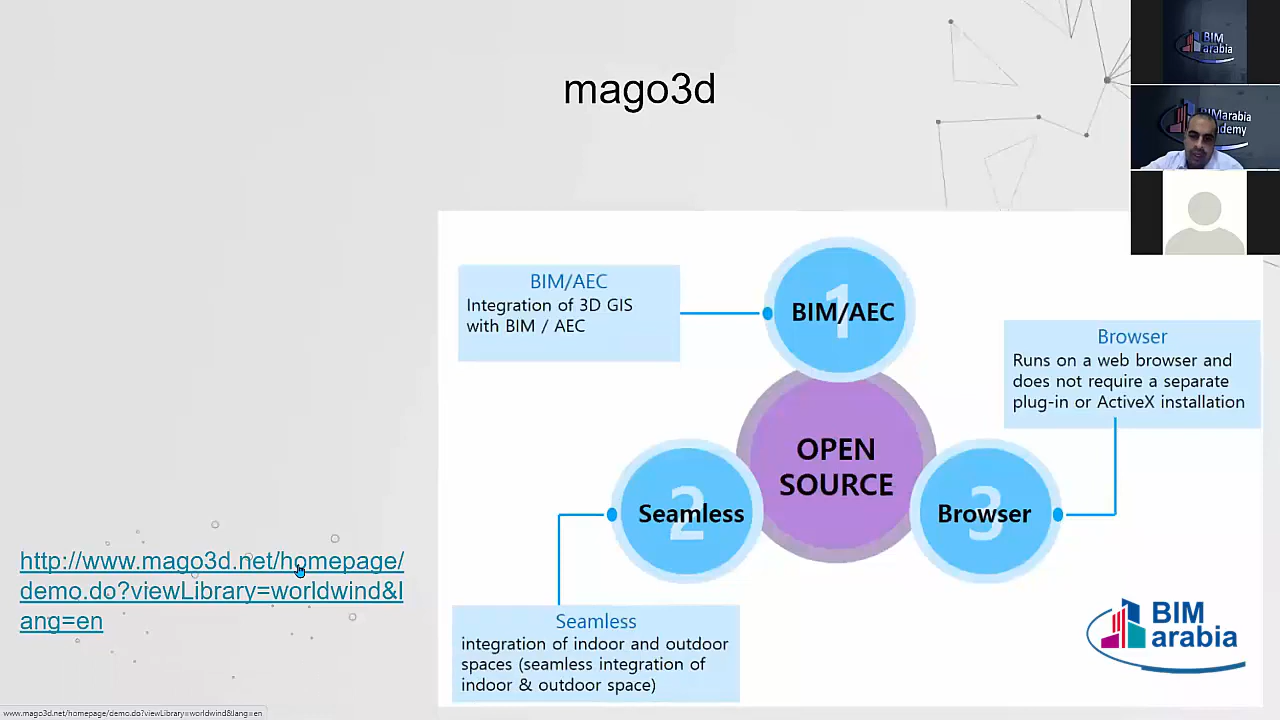 mago3d
BIM
arabia
BIMarabia
BIM/AEC
Integration of 3D GIS
with BIM / AEC
1
BIM/AEC
Browser
Runs on a web browser and
does not require a separate
plug-in or ActiveX installation
OPEN
SOURCE
2
Seamless
3
Browser
http://www.mago3d.net/homepage/
demo.do?viewLibrary=worldwind&l
ang=en
Seamless
integration of indoor and outdoor
spaces (seamless integration of
indoor & outdoor space)
BIM
arabia
www.mago3d.net/homepage/demo.do?viewLibrary=worldwind&lang=en